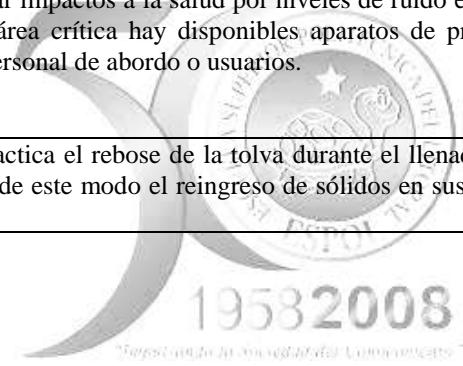 ar impactos a la salud por niveles de ruido e
área crítica hay disponibles aparatos de pr
ersonal de abordo o usuarios.
actica el rebose de la tolva durante el llenad
de este modo el reingreso de sólidos en sus
ESPOL
19582008